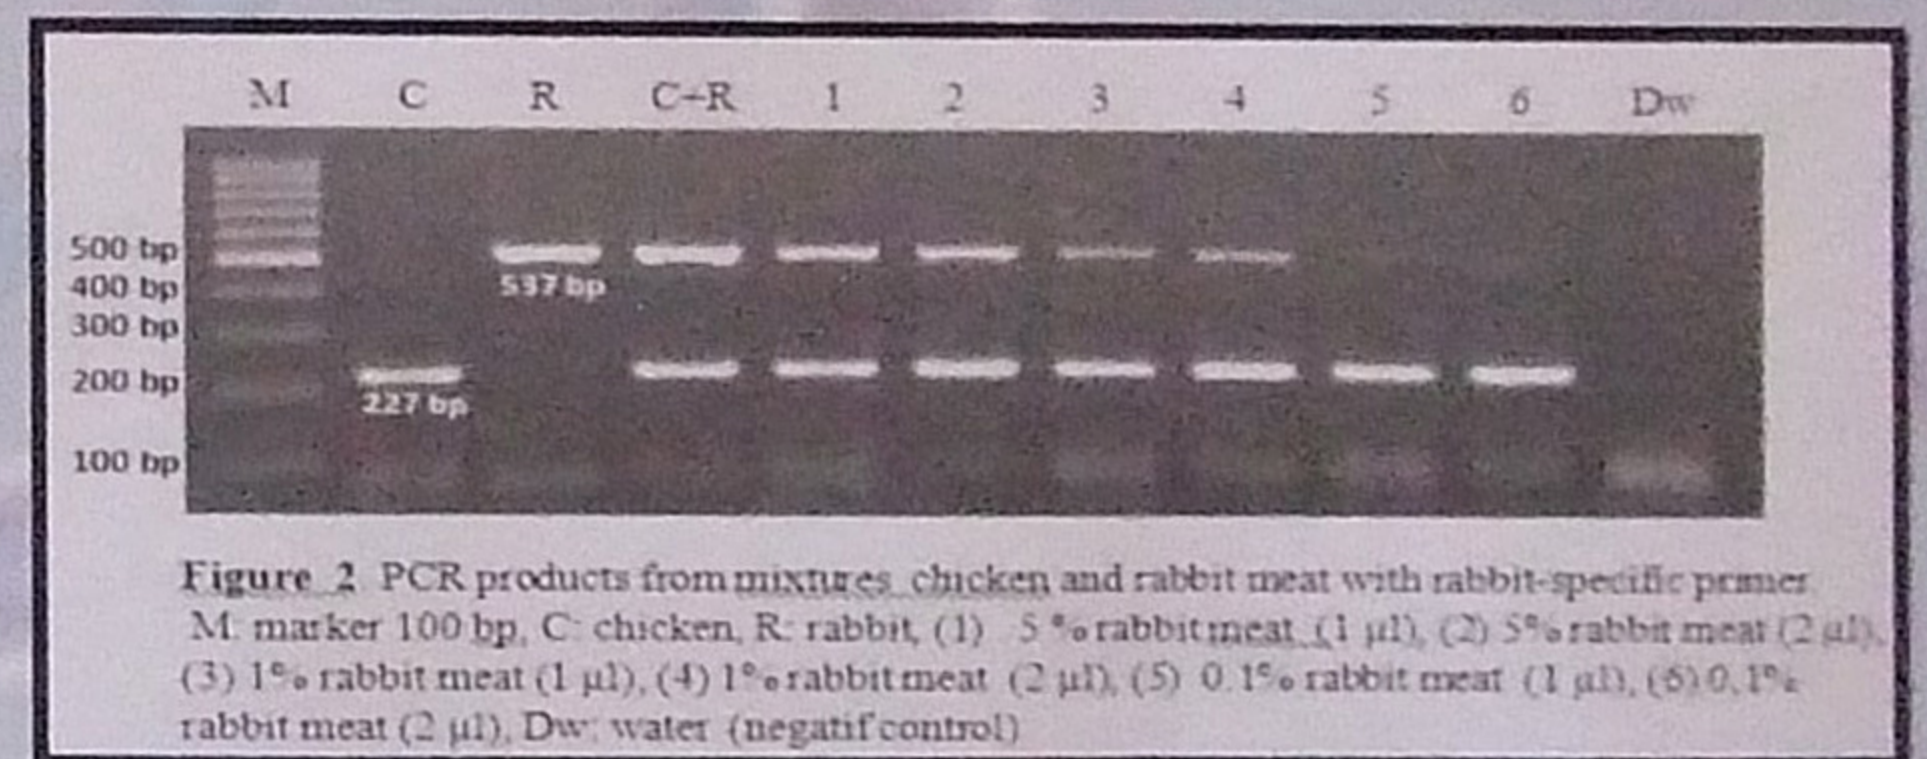 M C R C+R 1 2 3 4 5 6 Dw
500 bp
400 bp
300 bp
200 bp
100 bp
537 bp
227 bp
Figure 2 PCR products from mixtures chicken and rabbit meat with rabbit-specific primer
M: marker 100 bp, C: chicken, R: rabbit, (1) 5 % rabbit meat (1 µl), (2) 5% rabbit meat (2 µl),
(3) 1% rabbit meat (1 µl), (4) 1% rabbit meat (2 µl), (5) 0.1% rabbit meat (1 µl), (6) 0.1%
rabbit meat (2 µl), Dw: water (negatif control)